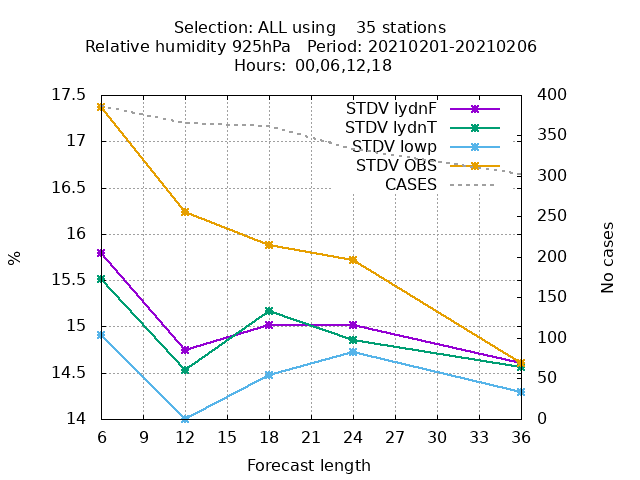 Selection: ALL using    35 stations
Relative humidity 925hPa   Period: 20210201-20210206
Hours: 00,06,12,18
17.5
17
16.5
16
15.5
15
14.5
14
%
STDV lydnF
STDV lydnT
STDV lowp
STDV OBS
CASES
400
350
300
250
200
150
100
50
0
No cases
6 9 12 15 18 21 24 27 30 33 36
Forecast length